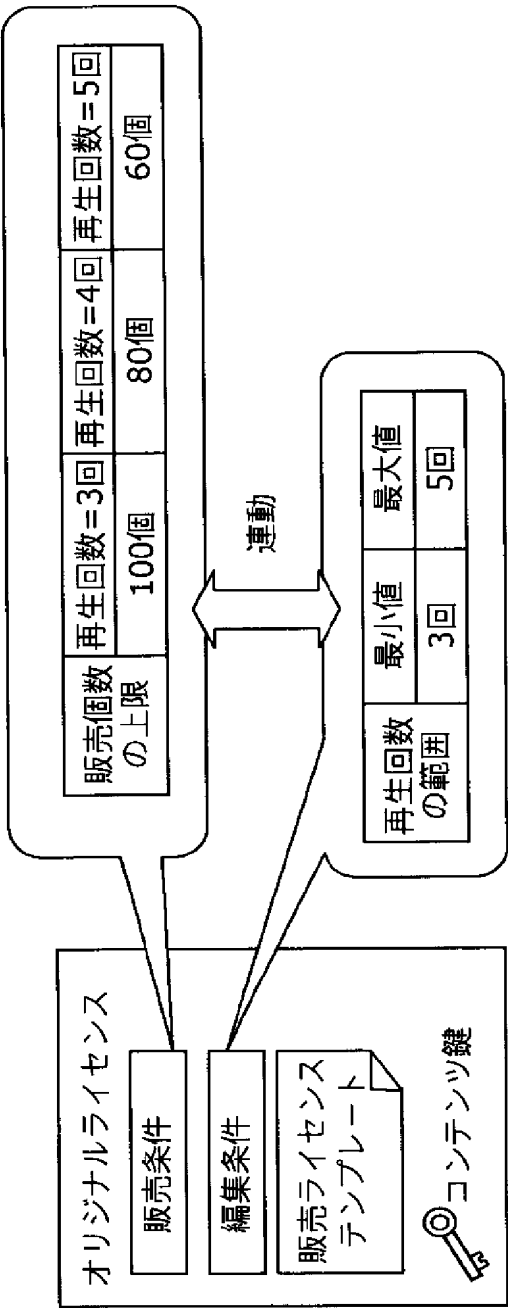 オリジナルライセンス
販売条件
編集条件
販売ライセンス
テンプレート
コンテンツ鍵
販売個数
の上限
再生回数=3回
再生回数=4回
再生回数=5回
100個
80個
60個
連動
再生回数
の範囲
最小値
最大値
3回
5回